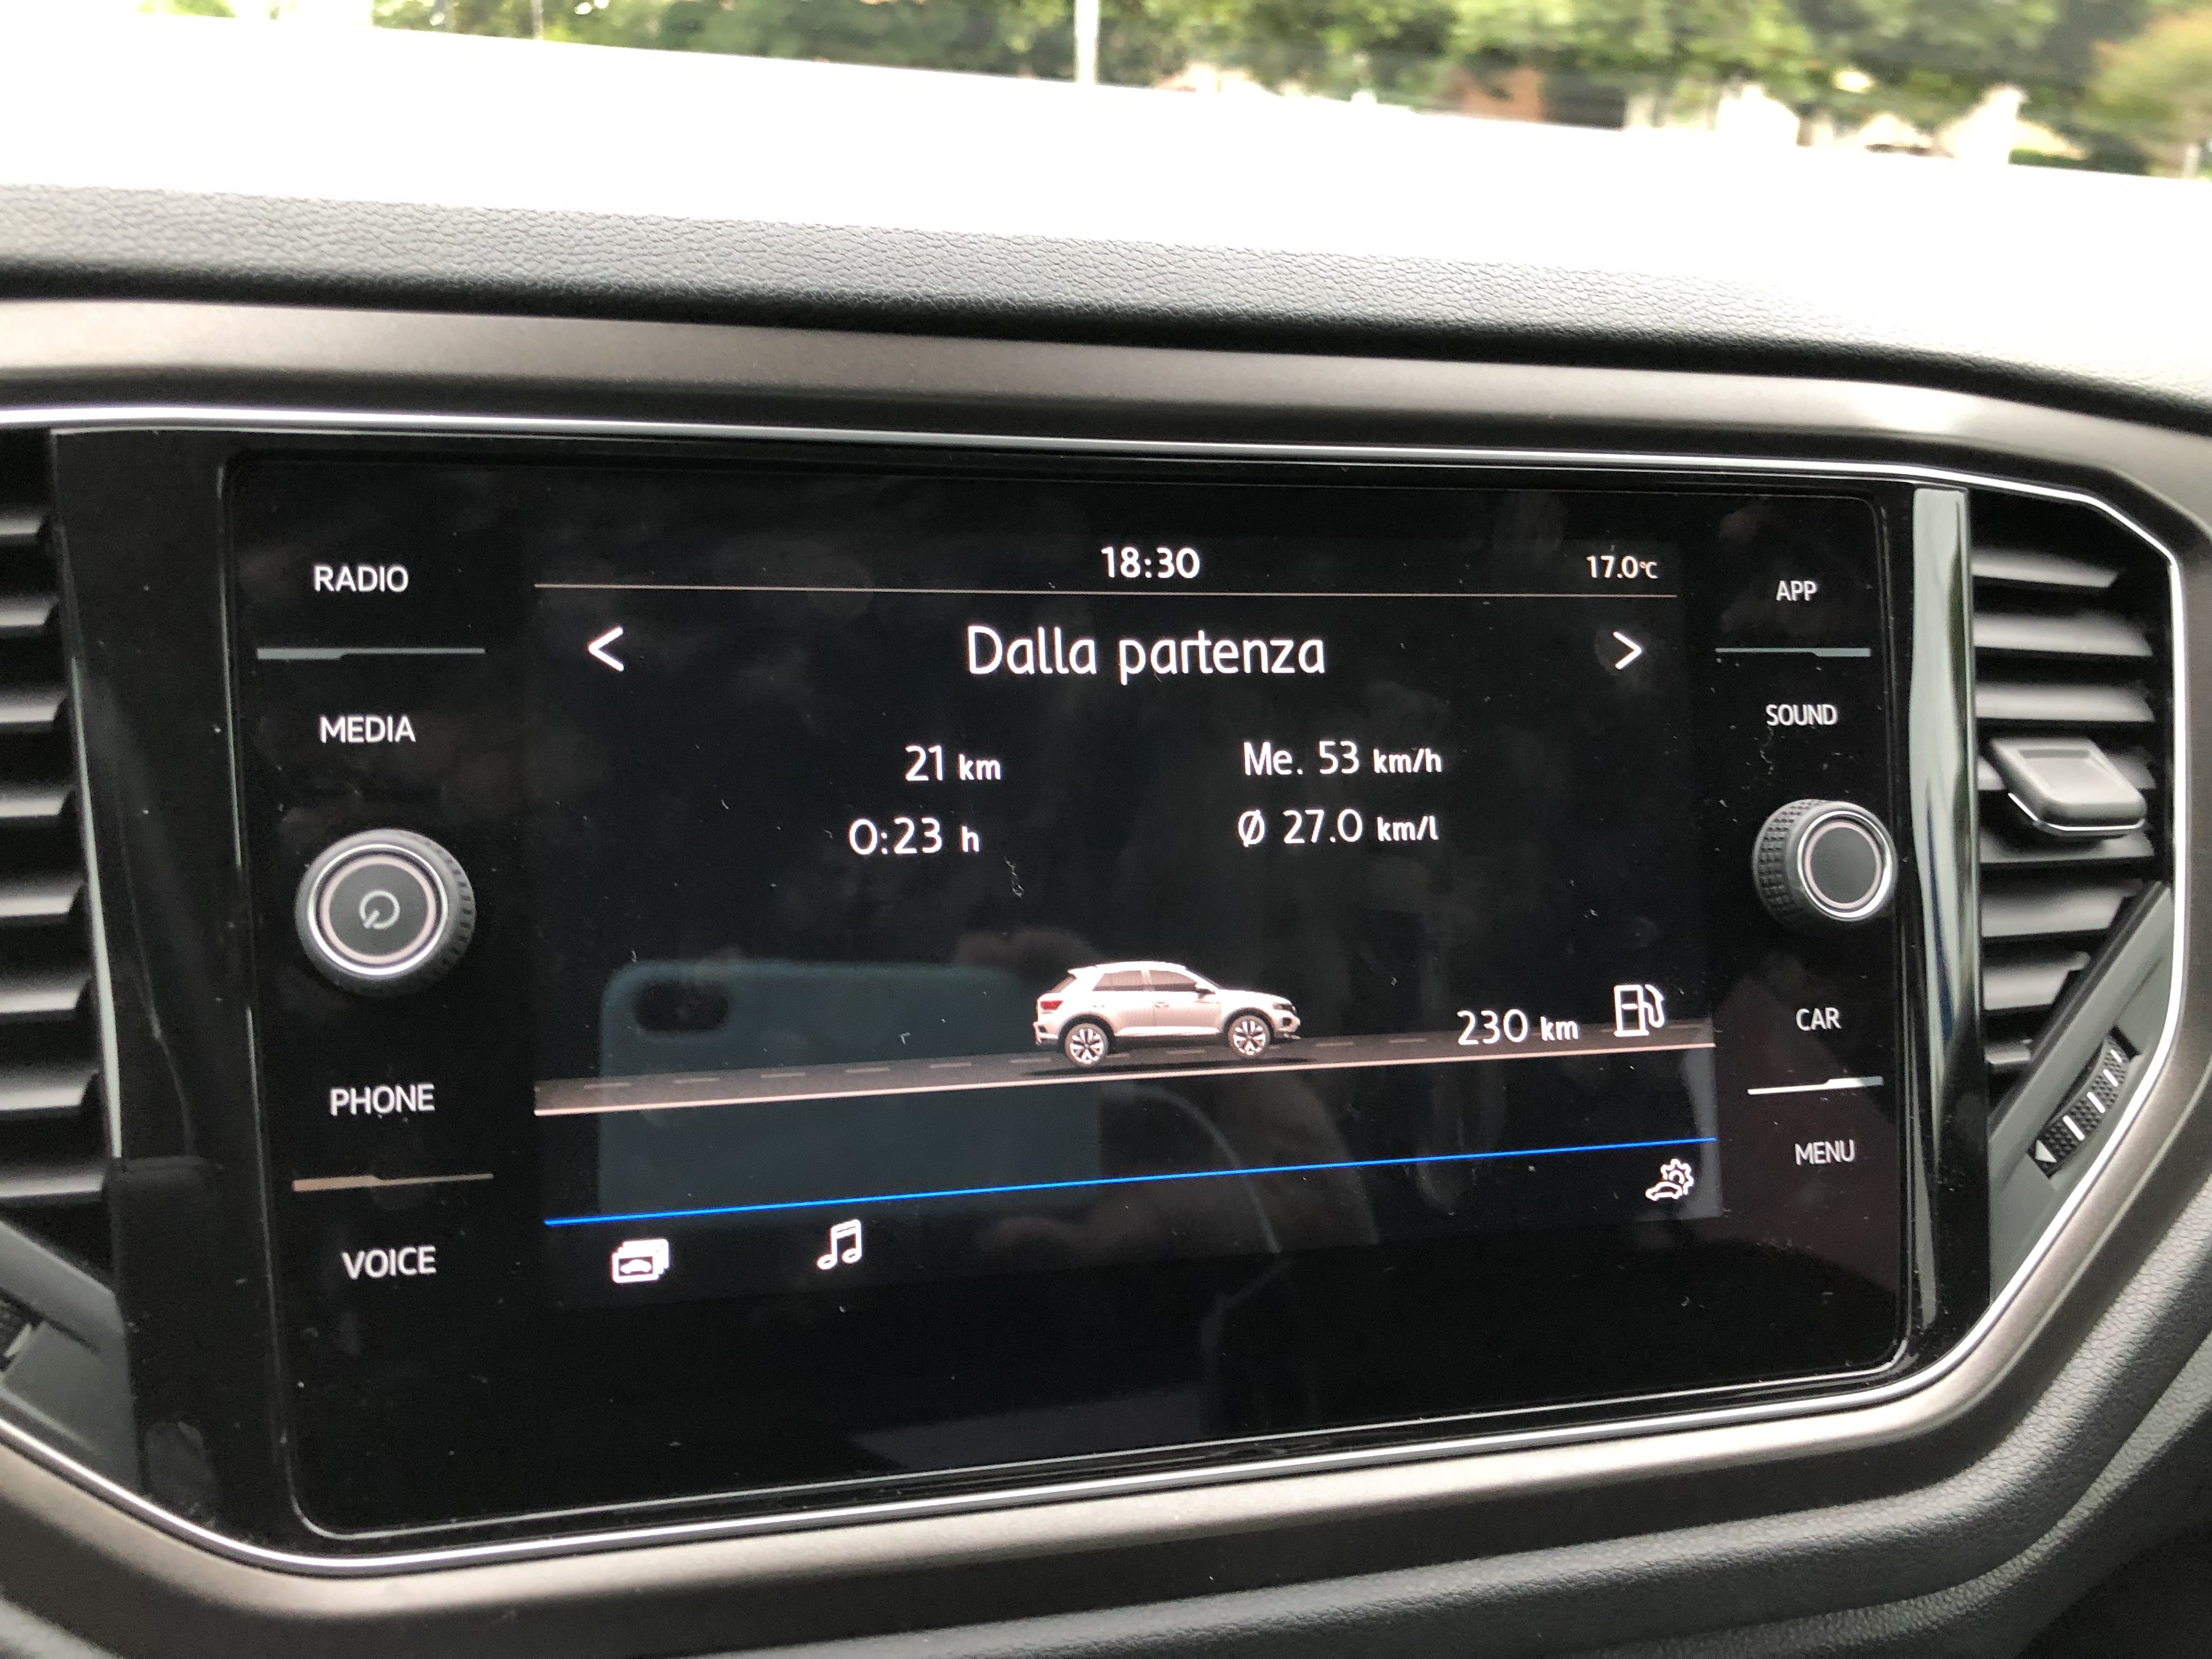 18:30
17.0°C
< Dalla partenza >
21 km
Me. 53 km/h
0:23 h
Ø 27.0 km/l
230 km
RADIO
MEDIA
PHONE
VOICE
APP
SOUND
CAR
MENU